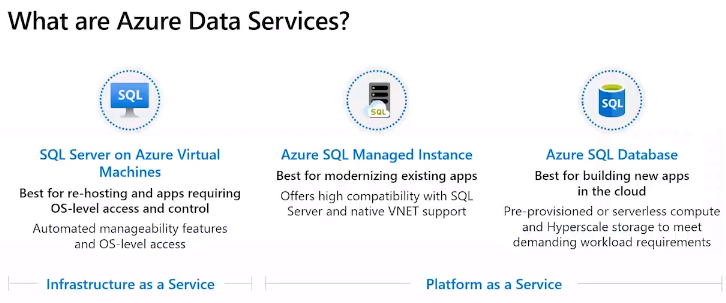 What are Azure Data Services?
SQL
SQL Server on Azure Virtual
Machines
Best for re-hosting and apps requiring
OS-level access and control
Automated manageability features
and OS-level access
SQL
Azure SQL Managed Instance
Best for modernizing existing apps
Offers high compatibility with SQL
Server and native VNET support
SQL
Azure SQL Database
Best for building new apps
in the cloud
Pre-provisioned or serverless compute
and Hyperscale storage to meet
demanding workload requirements
Infrastructure as a Service
Platform as a Service